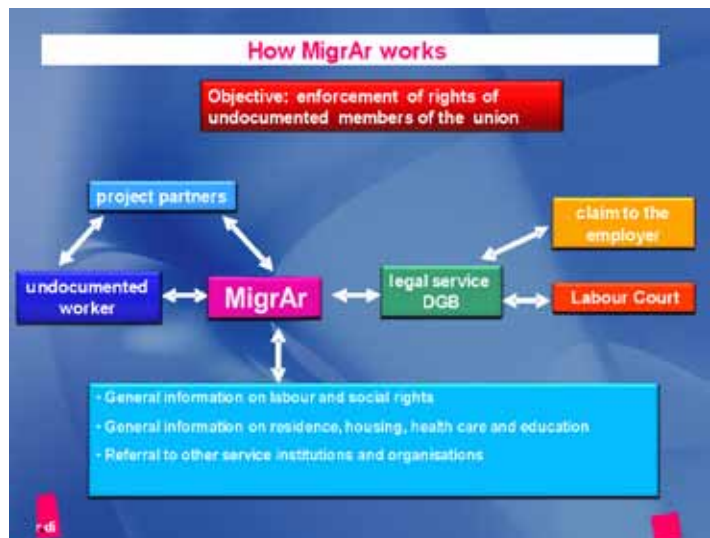 How MigrAr works
Objective: enforcement of rights of
undocumented members of the union
project partners
claim to the
employer
undocumented
worker
MigrAr
legal service
DGB
Labour Court
- General information on labour and social rights
- General information on residence, housing, health care and education
- Referral to other service institutions and organisations
r di